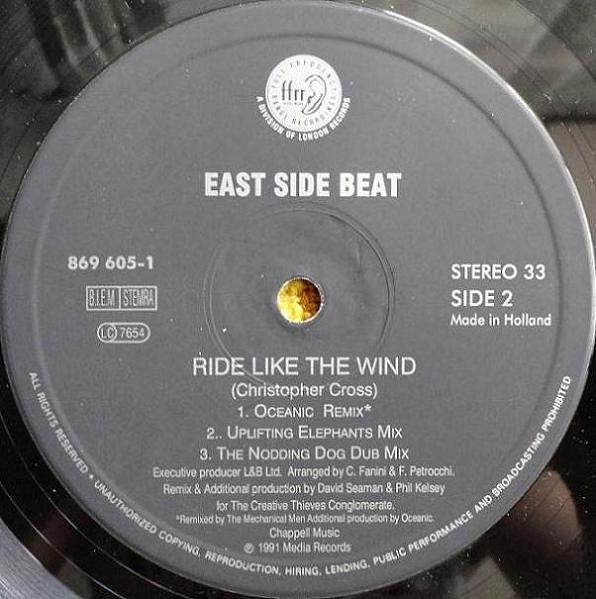 FULL FREQUENCY
ffrr
RANGE RECORDINGS
A DIVISION OF LONDON RECORDS
EAST SIDE BEAT
869 605-1
B.I.E.M STEMRA
LC 7654
STEREO 33
SIDE 2
Made in Holland
RIDE LIKE THE WIND
(Christopher Cross)
1. OCEANIC REMIX*
2.. UPLIFTING ELEPHANTS MIX
3. THE NODDING DOG DUB MIX
Executive producer L&B Ltd. Arranged by C. Fanini & F. Petrocchi.
Remix & Additional production by David Seaman & Phil Kelsey
for The Creative Thieves Conglomerate.
*Remixed by The Mechanical Men Additional production by Oceanic.
Chappell Music
℗ 1991 Media Records
ALL RIGHTS RESERVED • UNAUTHORIZED COPYING, REPRODUCTION, HIRING, LENDING, PUBLIC PERFORMANCE AND BROADCASTING PROHIBITED